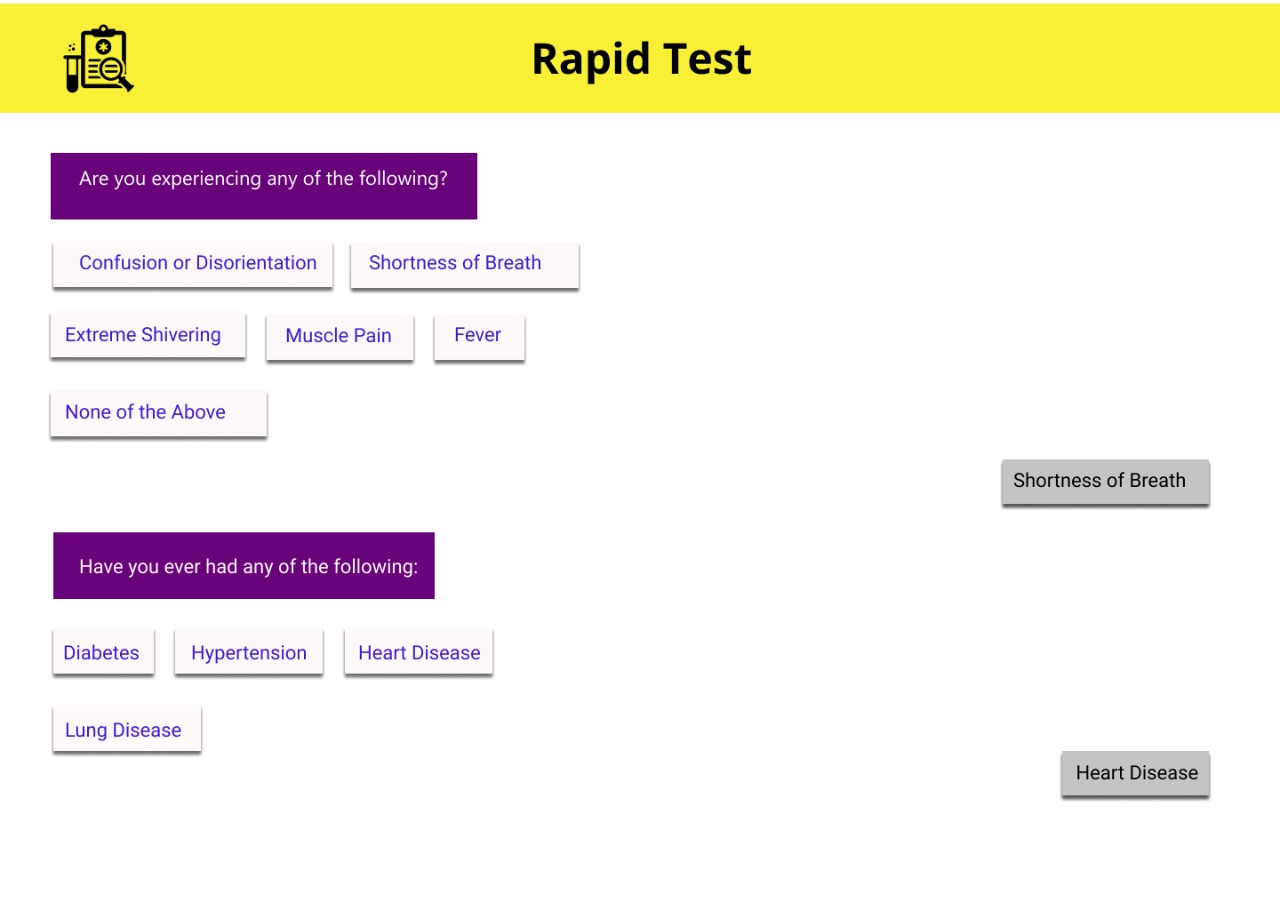 Rapid Test
Are you experiencing any of the following?
Confusion or Disorientation
Shortness of Breath
Extreme Shivering
Muscle Pain
Fever
None of the Above
Shortness of Breath
Have you ever had any of the following:
Diabetes
Hypertension
Heart Disease
Lung Disease
Heart Disease